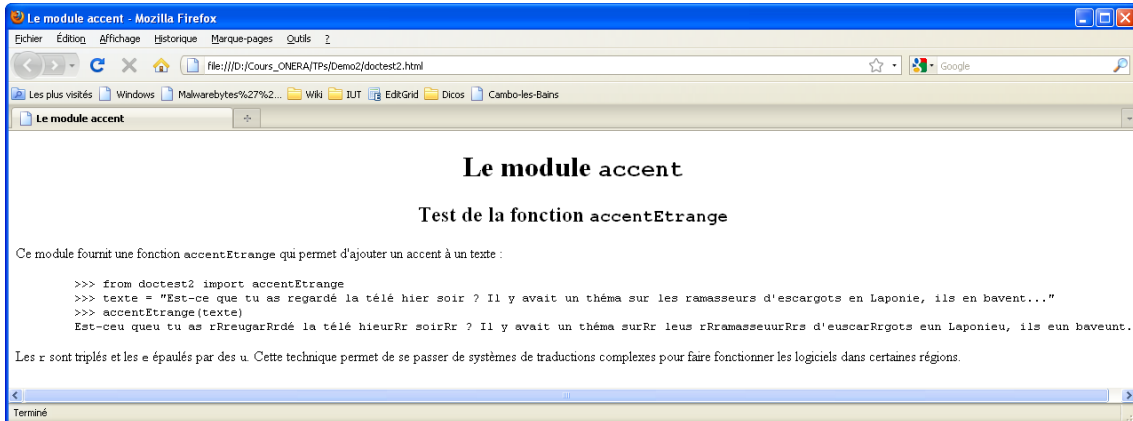 Le module accent - Mozilla Firefox
Fichier Édition Affichage Historique Marque-pages Outils ?
file:///D:/Cours_ONERA/TPs/Demo2/doctest2.html Google
Les plus visités Windows Malwarebytes%27%2... Wiki IUT EditGrid Dicos Cambo-les-Bains
Le module accent
Le module accent
Test de la fonction accentEtrange
Ce module fournit une fonction accentEtrange qui permet d'ajouter un accent à un texte :
>>> from doctest2 import accentEtrange
>>> texte = "Est-ce que tu as regardé la télé hier soir ? Il y avait un théma sur les ramasseurs d'escargots en Laponie, ils en bavent..."
>>> accentEtrange(texte)
Est-ceu queu tu as rRreugarRrdé la télé hieurRr soirRr ? Il y avait un théma surRr leus rRramasseuurRrs d'euscarRrgots eun Laponieu, ils eun baveunt.
Les r sont triplés et les e épaulés par des u. Cette technique permet de se passer de systèmes de traductions complexes pour faire fonctionner les logiciels dans certaines régions.
Terminé